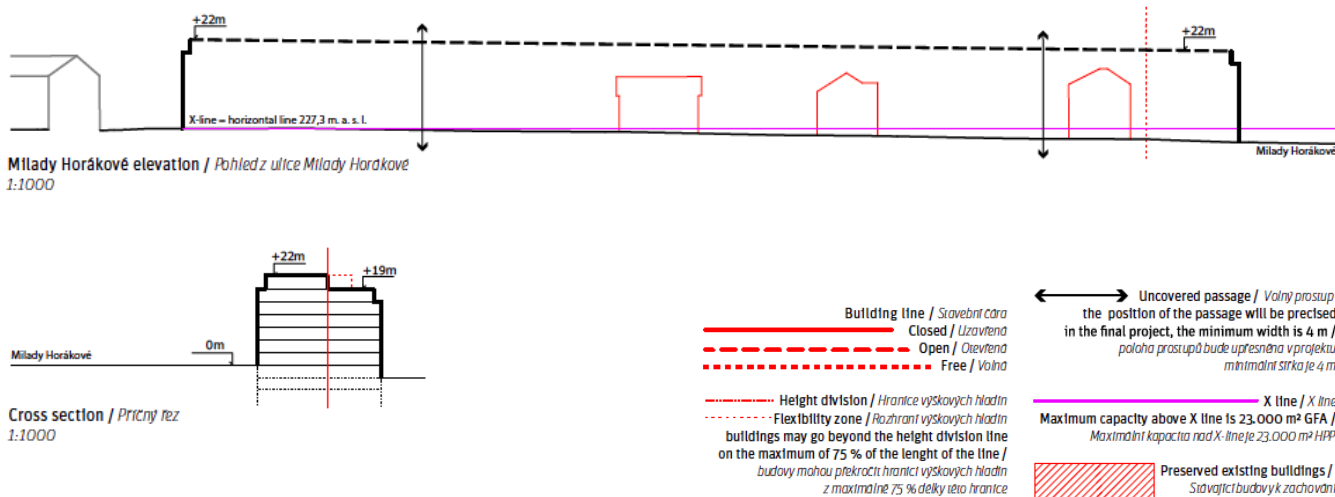 +22m
+22m
X-line = horizontal line 227,3 m. a. s. l.
Milady Horákové
Milady Horákové elevation / Pohled z ulice Milady Horákové
1:1000
+22m
+19m
0m
Milady Horákové
Cross section / Příčný řez
1:1000
Building line / Stavební čára
Closed / Uzavřená
Open / Otevřená
Free / Volná
Height division / Hranice výškových hladin
Flexibility zone / Rozhraní výškových hladin
buildings may go beyond the height division line
on the maximum of 75 % of the lenght of the line /
budovy mohou překročit hranici výškových hladin
z maximálně 75 % délky této hranice
Uncovered passage / Volný prostup
the position of the passage will be precised
in the final project, the minimum width is 4 m /
poloha prostupů bude upřesněna v projektu
minimální šířka je 4 m
X line / X line
Maximum capacity above X line is 23.000 m² GFA /
Maximální kapacita nad X-line je 23.000 m² HPP
Preserved existing buildings /
Stávající budovy k zachování